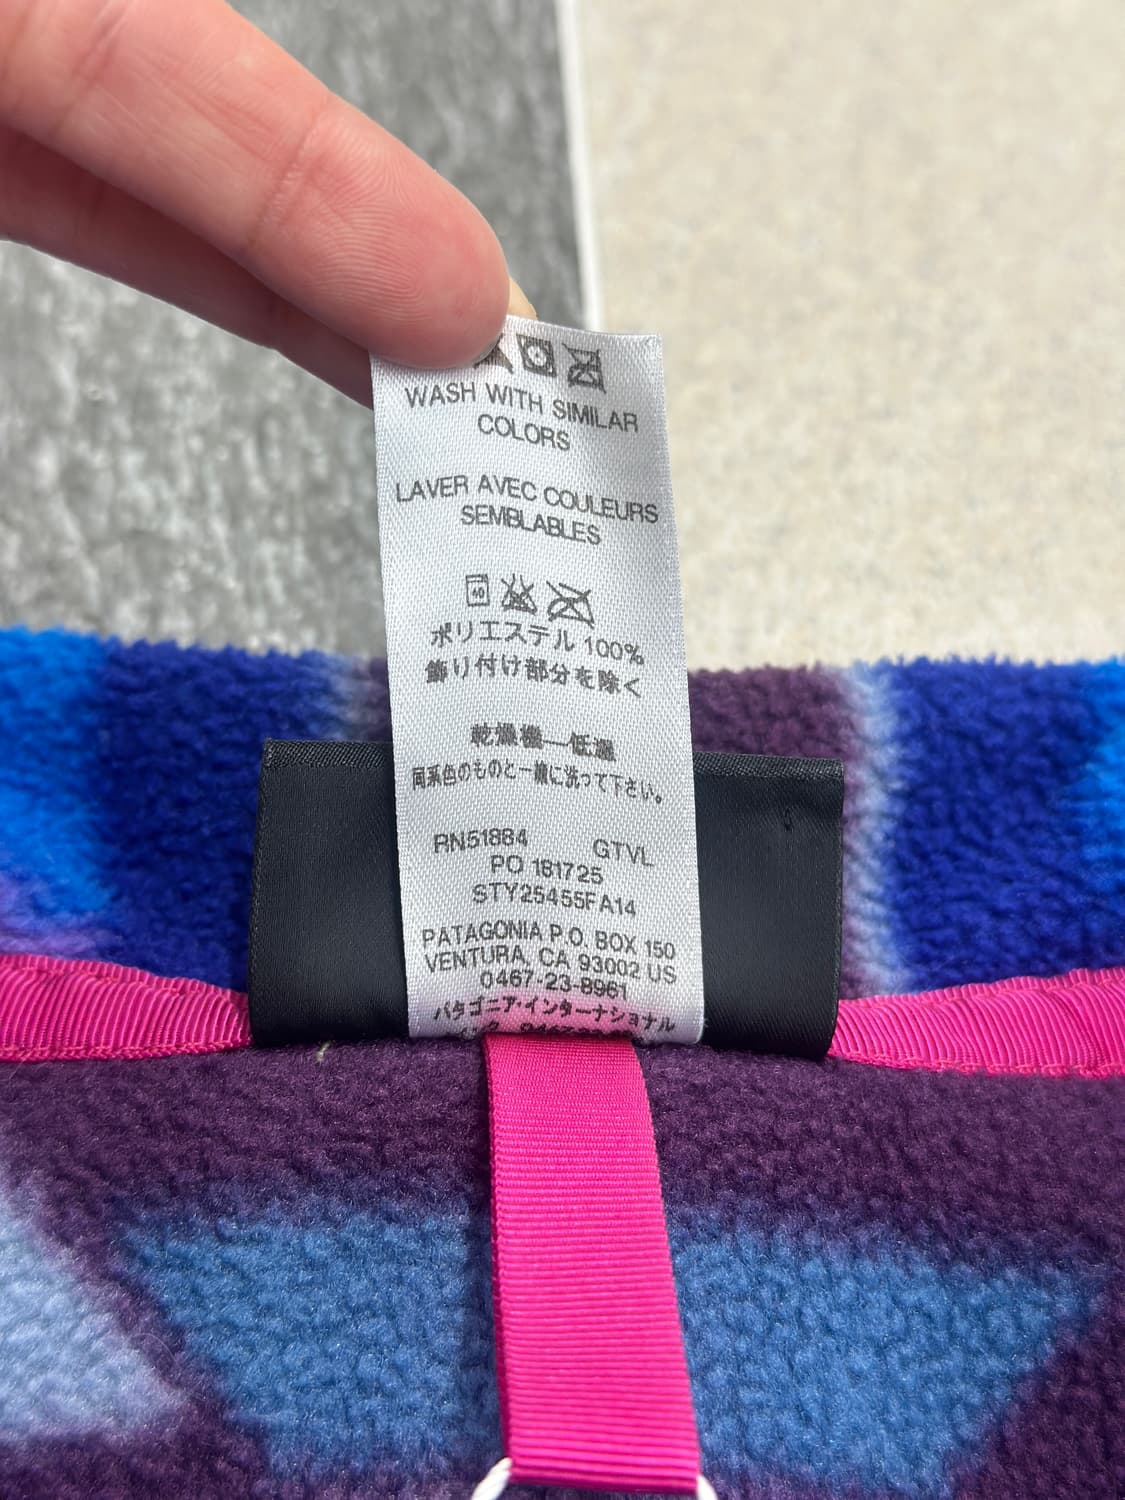 WASH WITH SIMILAR
COLORS
LAVER AVEC COULEURS
SEMBLABLES
40
ポリエステル 100%
飾り付け部分を除く
乾燥機—低温
同系色のものと一緒に洗って下さい。
RN51884 GTVL
PO 181725
STY25455FA14
PATAGONIA P.O. BOX 150
VENTURA, CA 93002 US
0467-23-8961
パタゴニア·インターナショナル